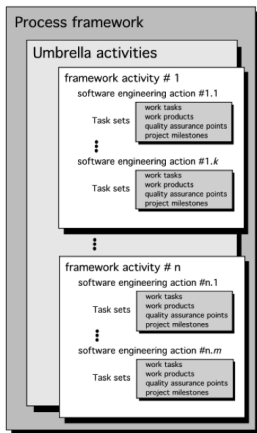 Process framework
Umbrella activities
framework activity # 1
software engineering action #1.1
Task sets
work tasks
work products
quality assurance points
project milestones
software engineering action #1.k
Task sets
work tasks
work products
quality assurance points
project milestones
framework activity # n
software engineering action #n.1
Task sets
work tasks
work products
quality assurance points
project milestones
software engineering action #n.m
Task sets
work tasks
work products
quality assurance points
project milestones